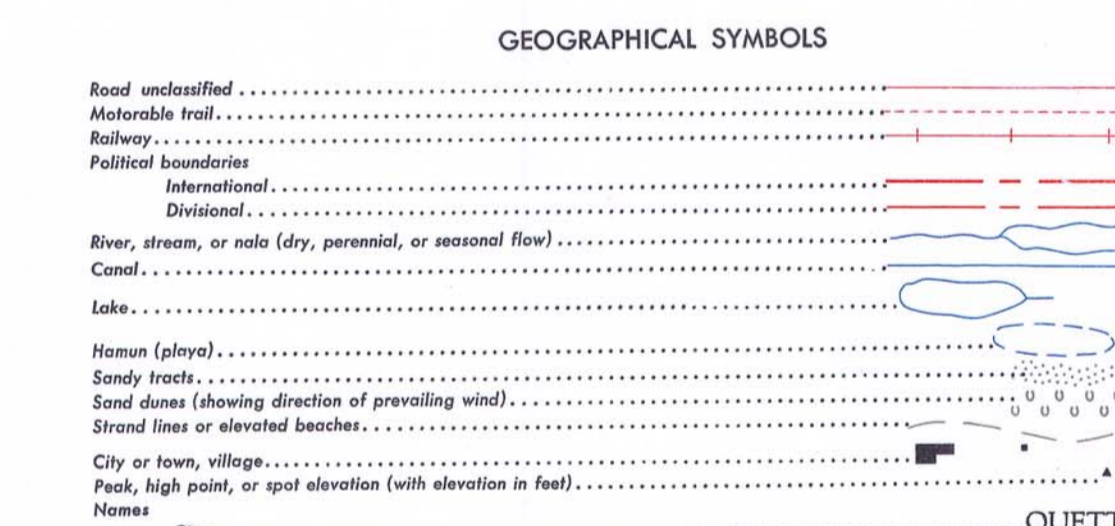 GEOGRAPHICAL SYMBOLS
Road unclassified
Motorable trail
Railway
Political boundaries
International
Divisional
River, stream, or nala (dry, perennial, or seasonal flow)
Canal
Lake
Hamun (playa)
Sandy tracts
Sand dunes (showing direction of prevailing wind)
Strand lines or elevated beaches
City or town, village
Peak, high point, or spot elevation (with elevation in feet)
Names